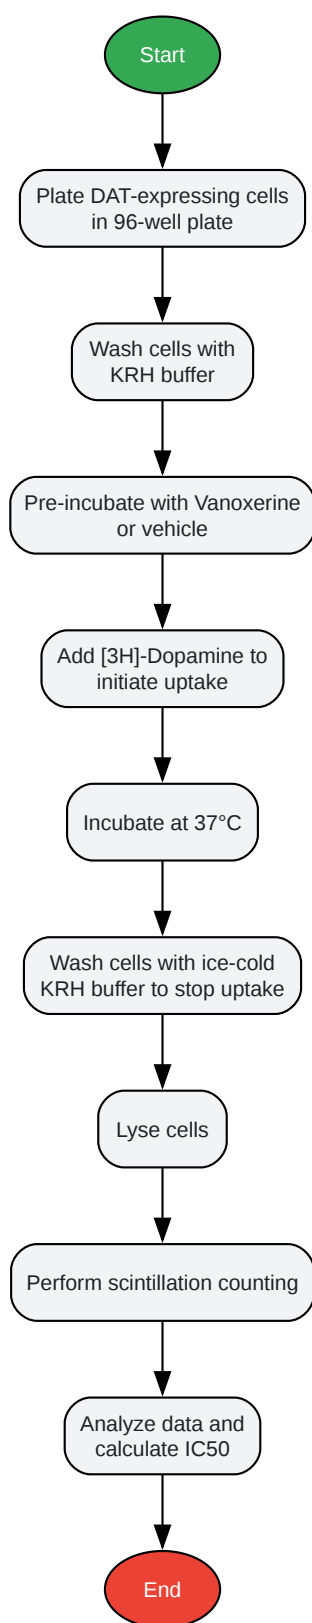 Start
Plate DAT-expressing cells
in 96-well plate
Wash cells with
KRH buffer
Pre-incubate with Vanoxerine
or vehicle
Add [3H]-Dopamine to
initiate uptake
Incubate at 37°C
Wash cells with ice-cold
KRH buffer to stop uptake
Lyse cells
Perform scintillation counting
Analyze data and
calculate IC50
End